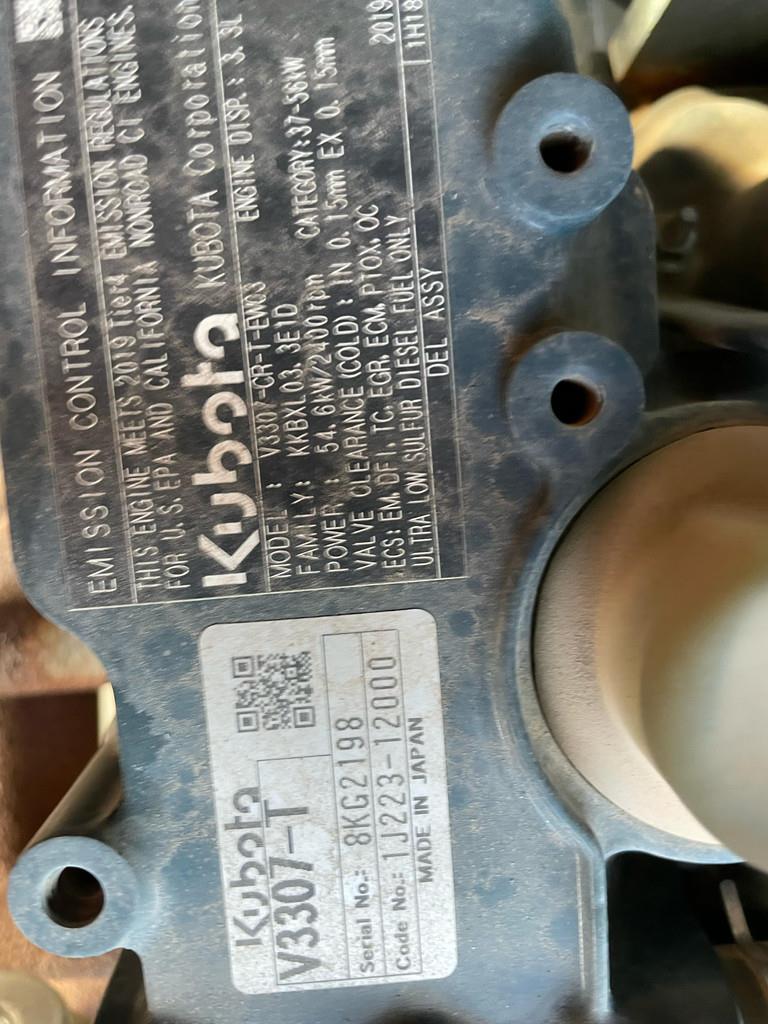 EMISSION CONTROL INFORMATION
THIS ENGINE MEETS 2019 Tier4 EMISSION REGULATIONS
FOR U.S. EPA AND CALIFORNIA NONROAD CI ENGINES.
Kubota KUBOTA Corporation
MODEL : V3307-CR-T-EW03 ENGINE DISP.: 3.3L
FAMILY: KKBXL03.3E1D CATEGORY:37-56kW
POWER : 54.6kW/2400rpm
VALVE CLEARANCE(COLD): IN 0.15mm EX 0.15mm
ECS: EM, DFI, TC, EGR, ECM, PTOX, OC
ULTRA LOW SULFUR DIESEL FUEL ONLY 2019
DEL ASSY 1H18
Kubota
V3307-T
Serial No.: 8KG2198
Code No.: 1J223-12000
MADE IN JAPAN